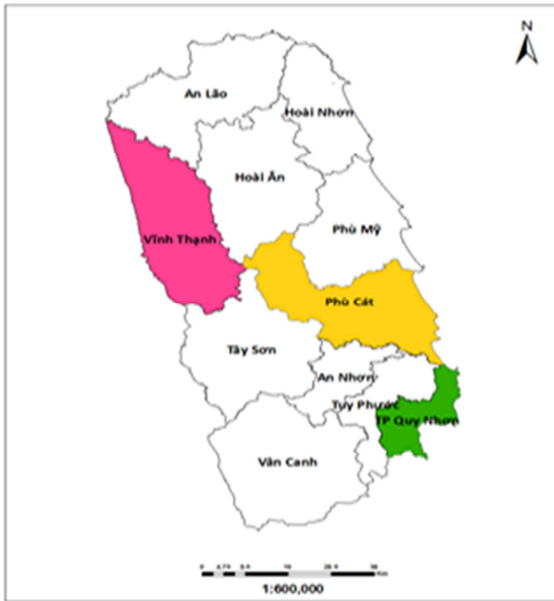 N
An Lão
Hoài Nhơn
Hoài Ân
Phù Mỹ
Vĩnh Thạnh
Phù Cát
Tây Sơn
An Nhơn
Tuy Phước
TP Quy Nhơn
Vân Canh
1:600,000